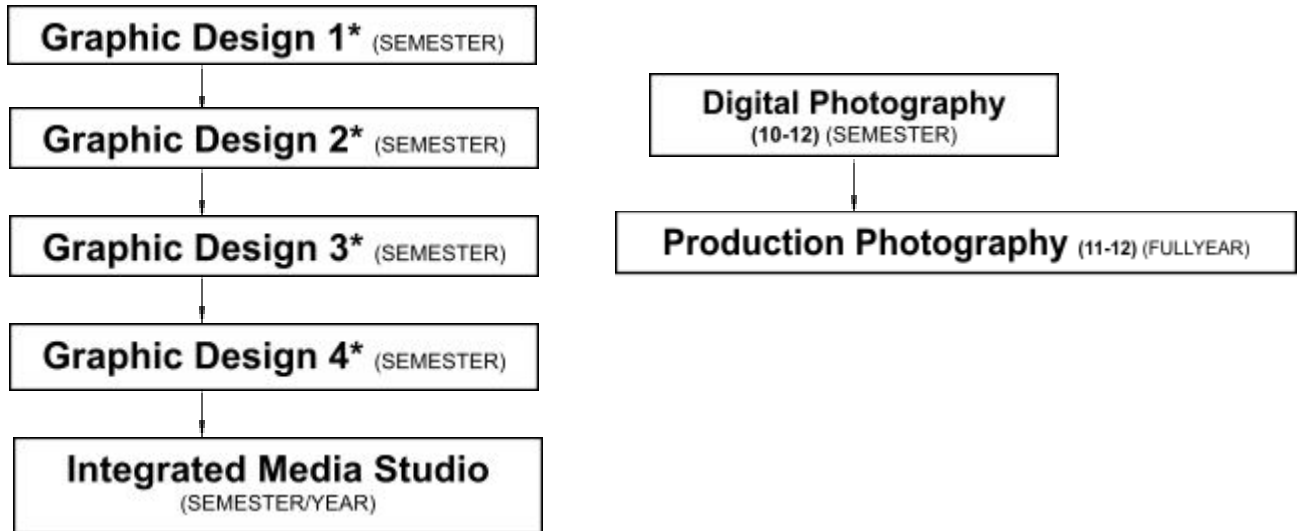 Graphic Design 1* (SEMESTER)
Graphic Design 2* (SEMESTER)
Graphic Design 3* (SEMESTER)
Graphic Design 4* (SEMESTER)
Integrated Media Studio
(SEMESTER/YEAR)
Digital Photography
(10-12) (SEMESTER)
Production Photography (11-12) (FULLYEAR)